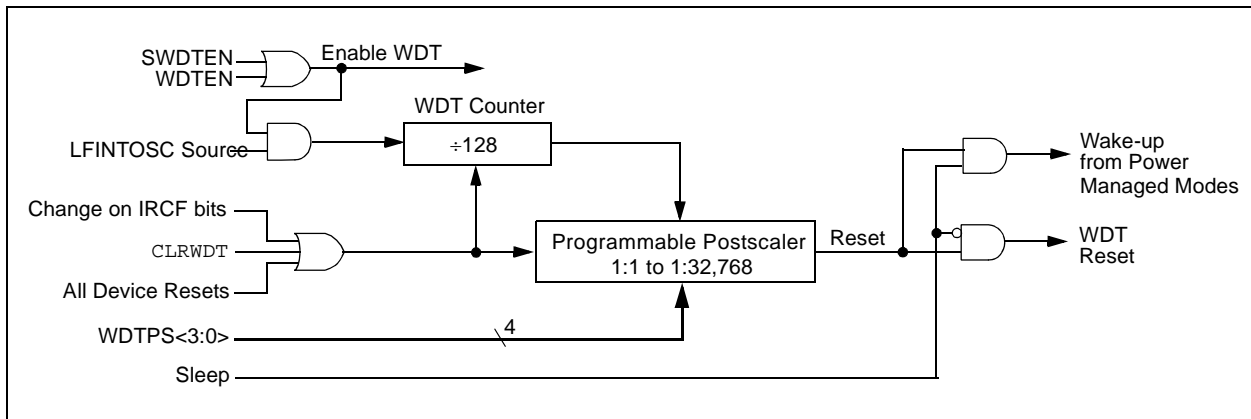 SWDTEN
WDTEN
Enable WDT
WDT Counter
LFINTOSC Source
÷128
Wake-up
from Power
Managed Modes
Change on IRCF bits
CLRWDT
All Device Resets
Programmable Postscaler
1:1 to 1:32,768
Reset
WDT
Reset
WDTPS<3:0>
4
Sleep